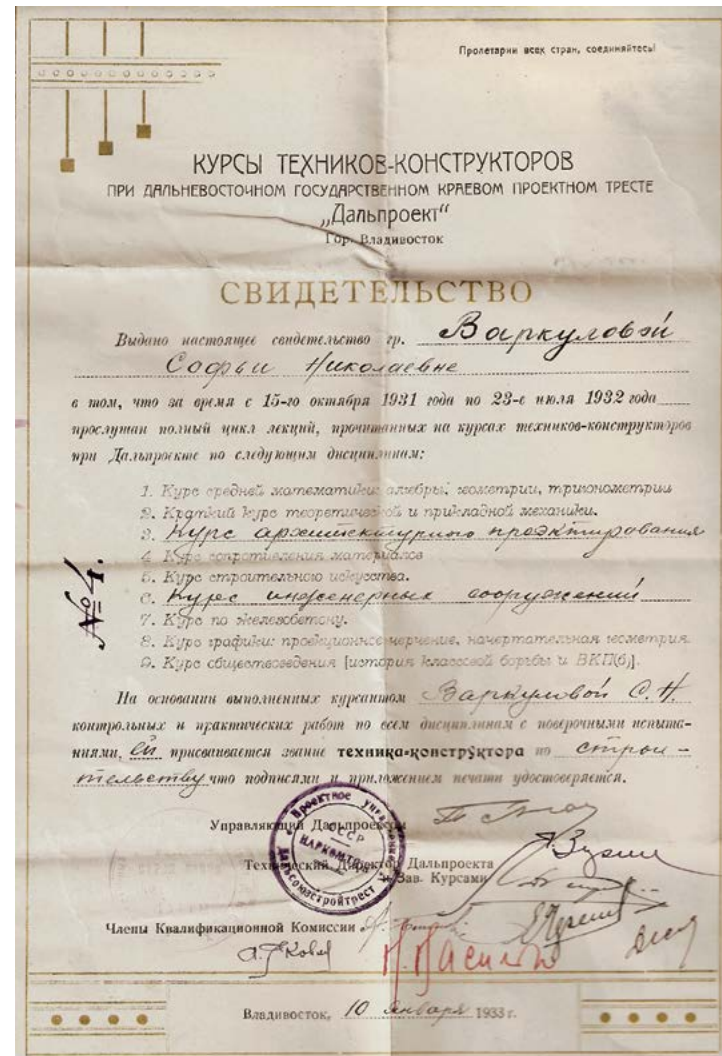 Пролетарии всех стран, соединяйтесь!
КУРСЫ ТЕХНИКОВ-КОНСТРУКТОРОВ
ПРИ ДАЛЬНЕВОСТОЧНОМ ГОСУДАРСТВЕННОМ КРАЕВОМ ПРОЕКТНОМ ТРЕСТЕ
„Дальпроект“
Гор. Владивосток
СВИДЕТЕЛЬСТВО
Выдано настоящее свидетельство гр. Варкуловой
Софьи Николаевне
в том, что за время с 15-го октября 1931 года по 23-е июля 1932 года
прослушан полный цикл лекций, прочитанных на курсах техников-конструкторов
при Дальпроекте по следующим дисциплинам:
1. Курс средней математики: алгебры, геометрии, тригонометрии
2. Краткий курс теоретической и прикладной механики.
3. Курс архитектурного проэктирования
4. Курс сопротивления материалов
5. Курс строительного искусства.
6. Курс инженерных сооружений
7. Курс по железобетону.
8. Курс графики: проекционное черчение, начертательная геометрия.
9. Курс обществоведения [история классовой борьбы и ВКП(б)].
№ 4.
На основании выполненных курсантом Варкуловой С. Н.
контрольных и практических работ по всем дисциплинам с поверочными испыта-
ниями, ей присваивается звание техника-конструктора по строи-
тельству что подписями и приложением печати удостоверяется.
Управляющий Дальпроектом
Технический Директор Дальпроекта
и Зав. Курсами
Проектное
СССР
Дальсоюзстройтрест
Члены Квалификационной Комиссии
Владивосток, 10 января 1933 г.